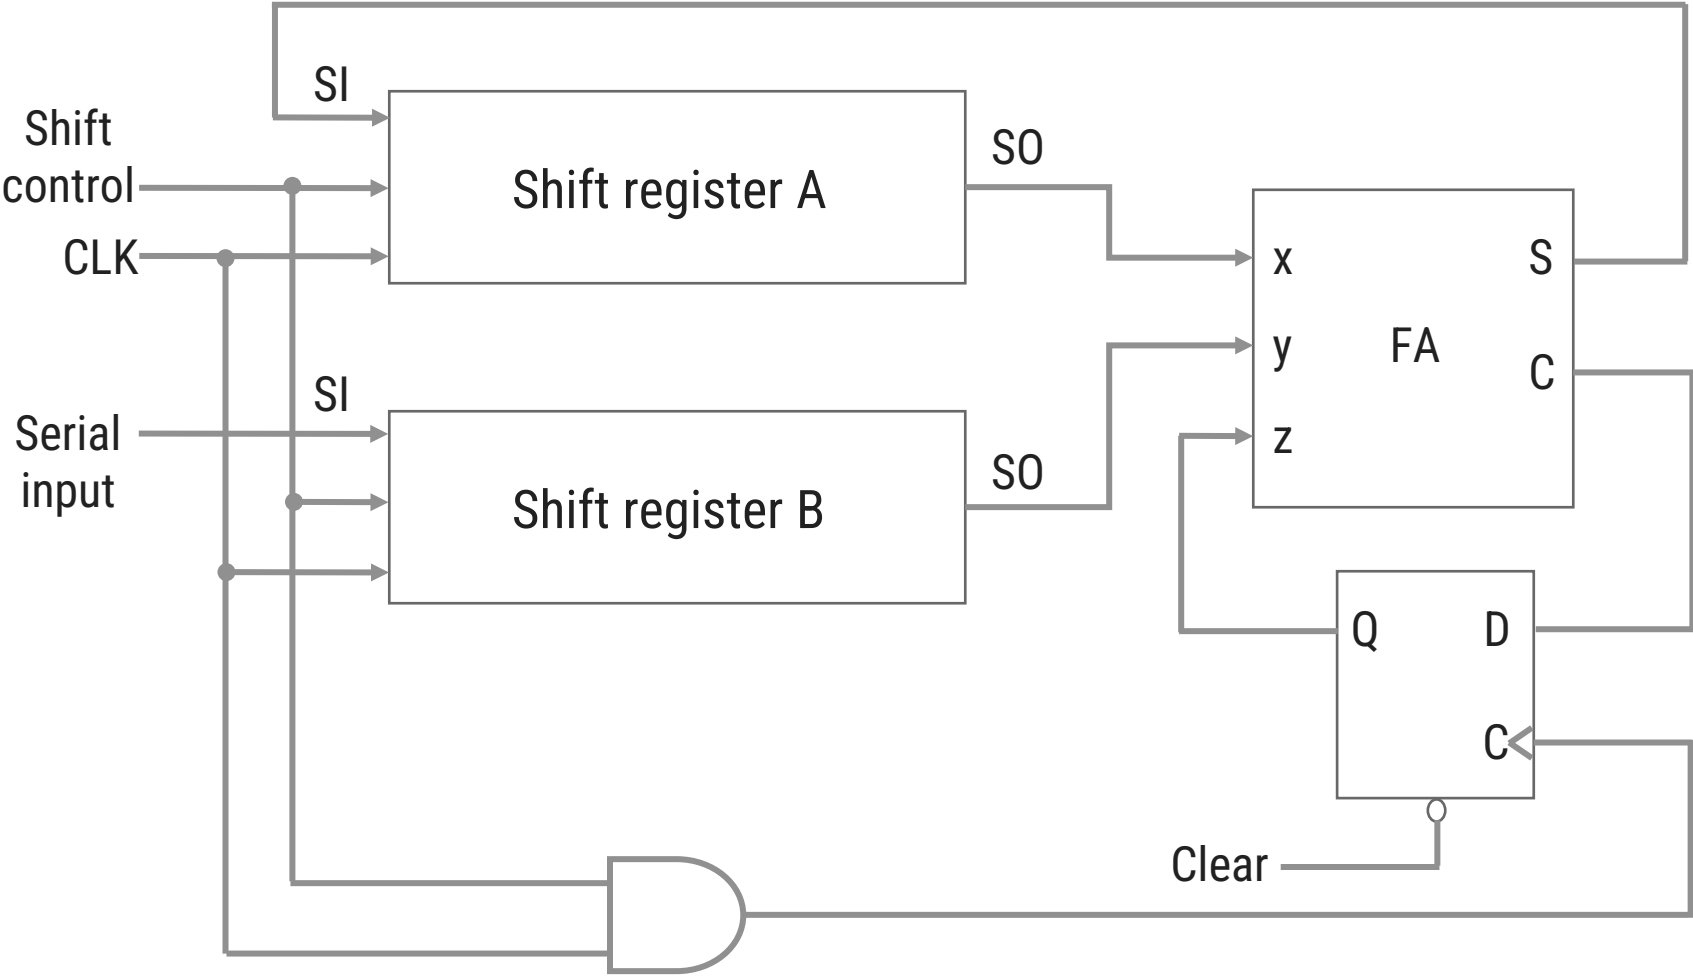 SI
Shift
control
CLK
Shift register A
SO
Serial
input
SI
Shift register B
SO
x
y
z
FA
S
C
Q
D
C
Clear